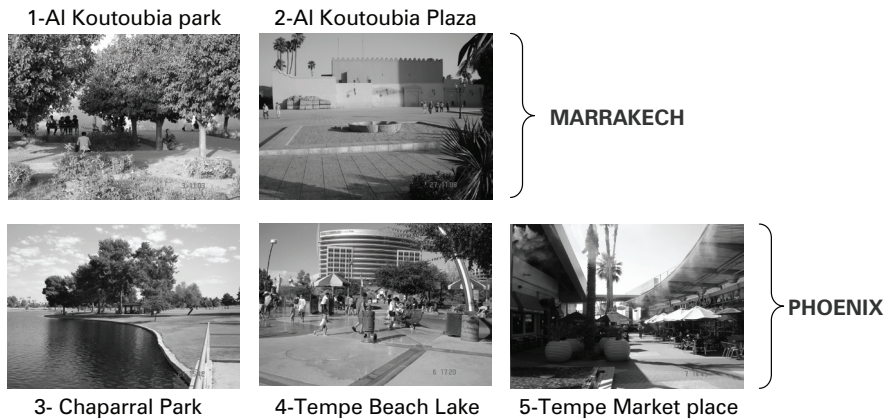 1-Al Koutoubia park
2-Al Koutoubia Plaza
MARRAKECH
PHOENIX
3- Chaparral Park
4-Tempe Beach Lake
5-Tempe Market place